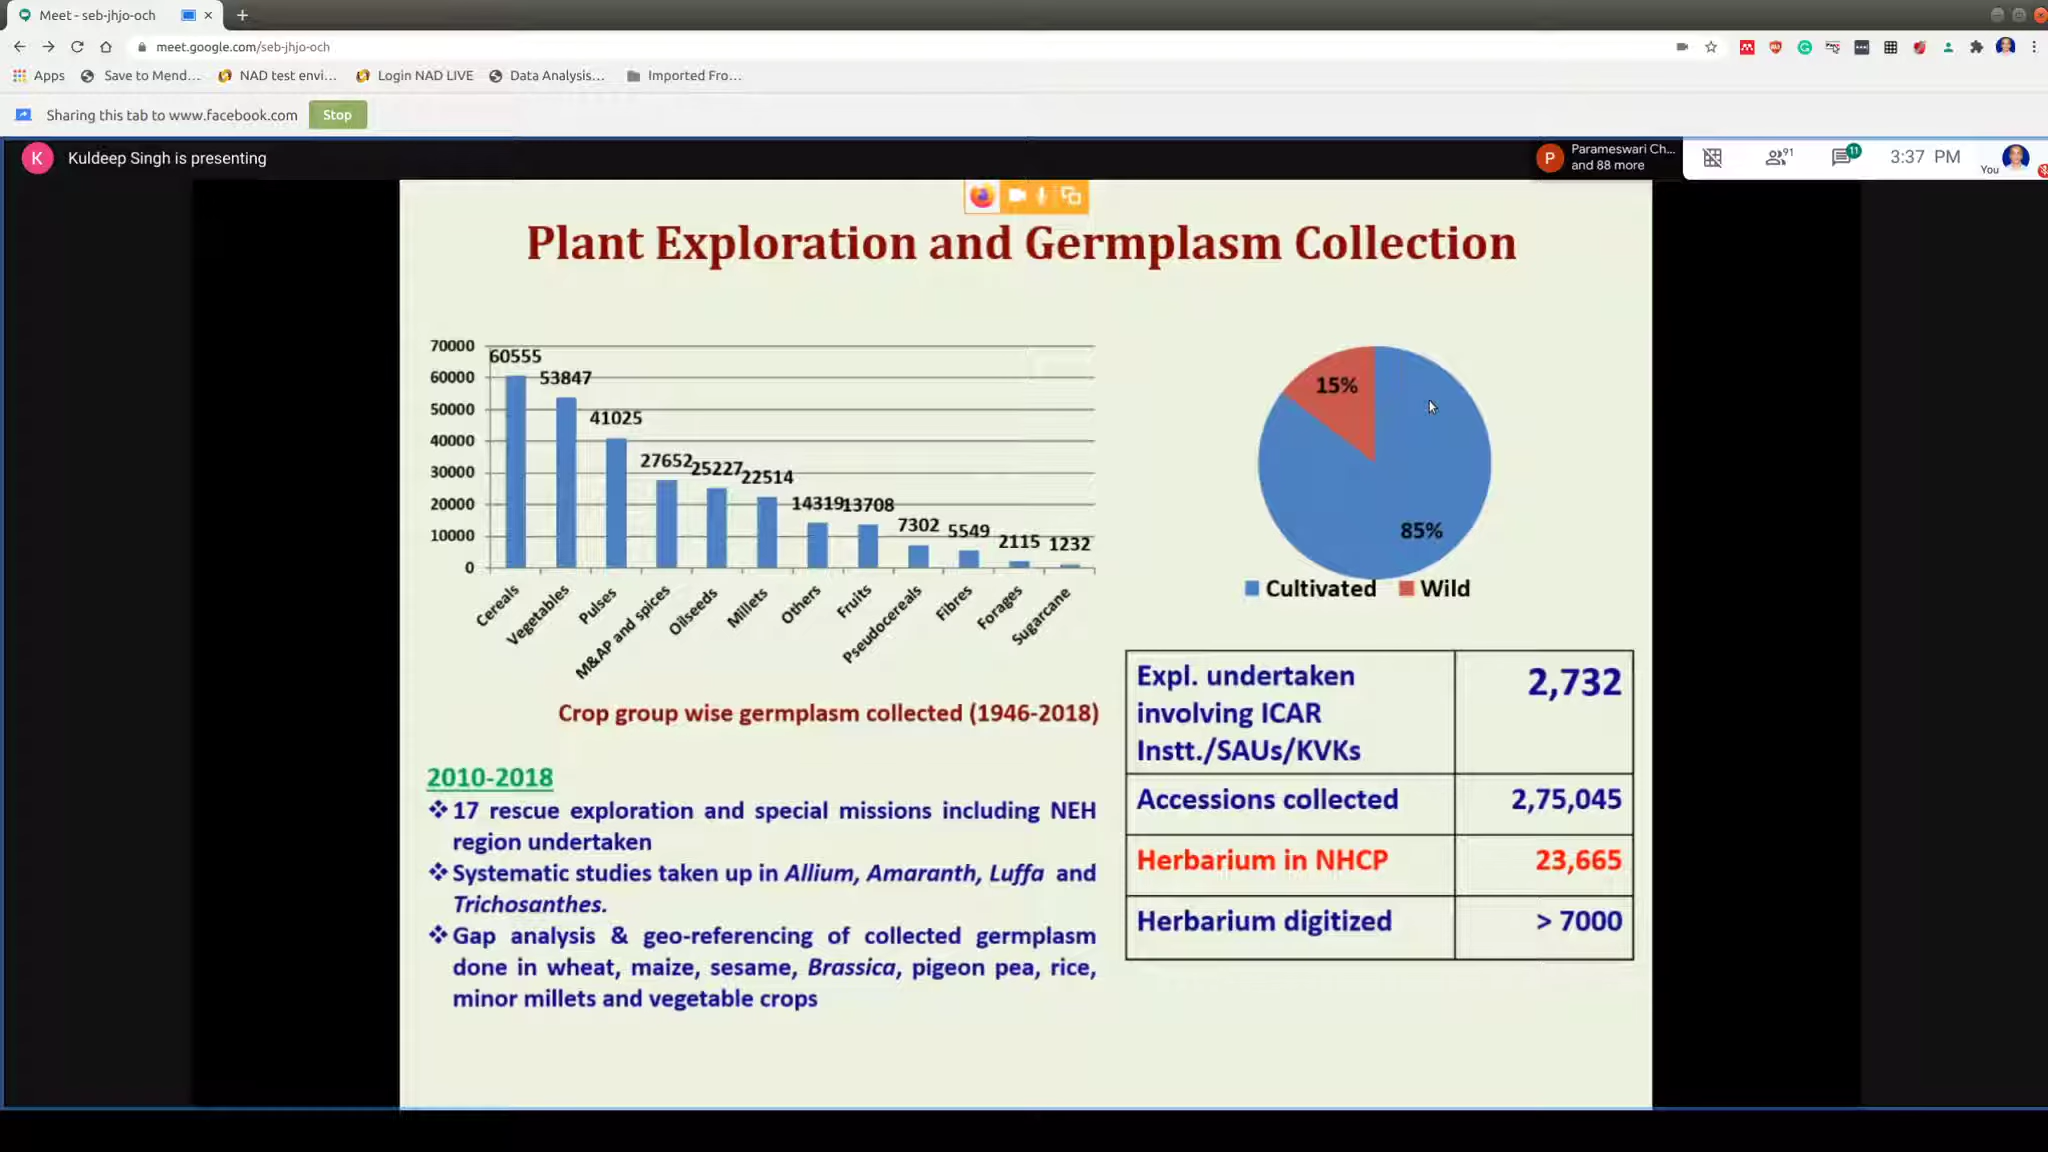 Meet - seb-jhjo-och
meet.google.com/seb-jhjo-och
Apps Save to Mend... NAD test envi... Login NAD LIVE Data Analysis... Imported Fro...
Sharing this tab to www.facebook.com Stop
K Kuldeep Singh is presenting
P Parameswari Ch... and 88 more
91
11
3:37 PM
You
Plant Exploration and Germplasm Collection
70000
60000
50000
40000
30000
20000
10000
0
60555
53847
41025
27652
25227
22514
14319
13708
7302
5549
2115
1232
Cereals
Vegetables
Pulses
M&AP and spices
Oilseeds
Millets
Others
Fruits
Pseudocereals
Fibres
Forages
Sugarcane
Crop group wise germplasm collected (1946-2018)
15%
85%
Cultivated Wild
2010-2018
❖17 rescue exploration and special missions including NEH
region undertaken
❖Systematic studies taken up in Allium, Amaranth, Luffa and
Trichosanthes.
❖Gap analysis & geo-referencing of collected germplasm
done in wheat, maize, sesame, Brassica, pigeon pea, rice,
minor millets and vegetable crops
Expl. undertaken 2,732
involving ICAR
Instt./SAUs/KVKs
Accessions collected 2,75,045
Herbarium in NHCP 23,665
Herbarium digitized > 7000